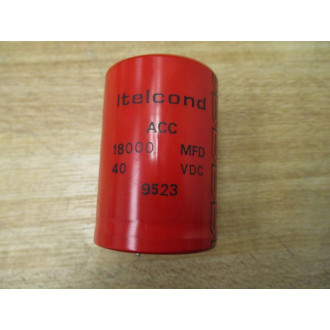 Itelcond
ACC
18000 MFD
40 VDC
9523